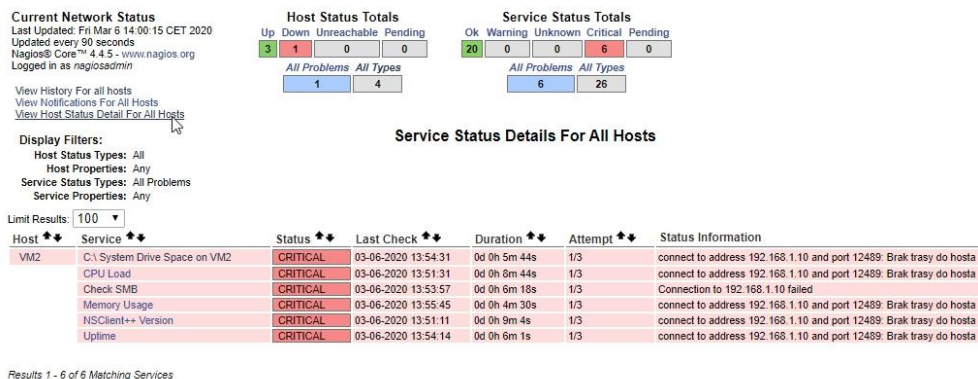 Current Network Status
Last Updated: Fri Mar 6 14:00:15 CET 2020
Updated every 90 seconds
Nagios® Core™ 4.4.5 - www.nagios.org
Logged in as nagiosadmin
View History For all hosts
View Notifications For All Hosts
View Host Status Detail For All Hosts
Host Status Totals
Up Down Unreachable Pending
3 1 0 0
All Problems All Types
1 4
Service Status Totals
Ok Warning Unknown Critical Pending
20 0 0 6 0
All Problems All Types
6 26
Display Filters:
Host Status Types: All
Host Properties: Any
Service Status Types: All Problems
Service Properties: Any
Service Status Details For All Hosts
Limit Results: 100
Host Service Status Last Check Duration Attempt Status Information
VM2 C:\ System Drive Space on VM2 CRITICAL 03-06-2020 13:54:31 0d 0h 5m 44s 1/3 connect to address 192.168.1.10 and port 12489: Brak trasy do hosta
CPU Load CRITICAL 03-06-2020 13:51:31 0d 0h 8m 44s 1/3 connect to address 192.168.1.10 and port 12489: Brak trasy do hosta
Check SMB CRITICAL 03-06-2020 13:53:57 0d 0h 6m 18s 1/3 Connection to 192.168.1.10 failed
Memory Usage CRITICAL 03-06-2020 13:55:45 0d 0h 4m 30s 1/3 connect to address 192.168.1.10 and port 12489: Brak trasy do hosta
NSClient++ Version CRITICAL 03-06-2020 13:51:11 0d 0h 9m 4s 1/3 connect to address 192.168.1.10 and port 12489: Brak trasy do hosta
Uptime CRITICAL 03-06-2020 13:54:14 0d 0h 6m 1s 1/3 connect to address 192.168.1.10 and port 12489: Brak trasy do hosta
Results 1 - 6 of 6 Matching Services